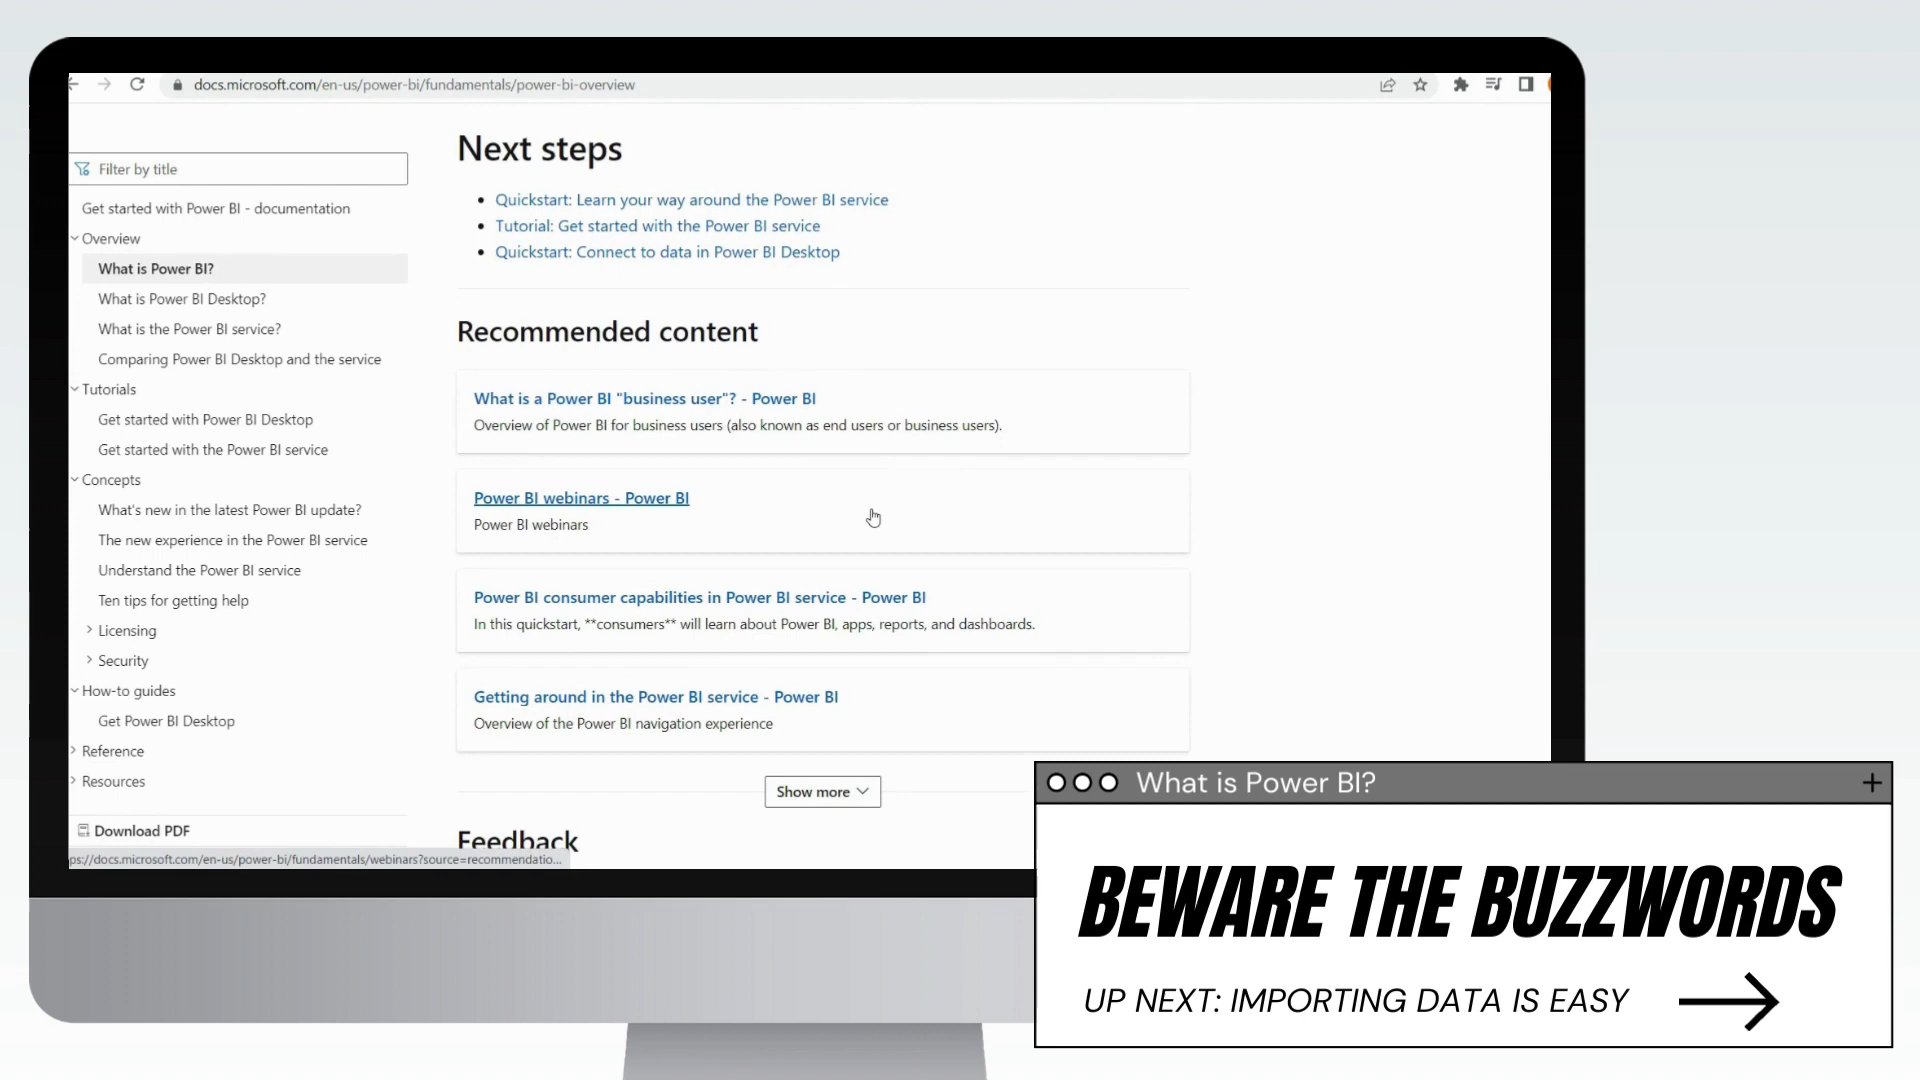 docs.microsoft.com/en-us/power-bi/fundamentals/power-bi-overview
Filter by title
Get started with Power BI - documentation
Overview
What is Power BI?
What is Power BI Desktop?
What is the Power BI service?
Comparing Power BI Desktop and the service
Tutorials
Get started with Power BI Desktop
Get started with the Power BI service
Concepts
What's new in the latest Power BI update?
The new experience in the Power BI service
Understand the Power BI service
Ten tips for getting help
Licensing
Security
How-to guides
Get Power BI Desktop
Reference
Resources
Download PDF
ps://docs.microsoft.com/en-us/power-bi/fundamentals/webinars?source=recommendatio...
Next steps
Quickstart: Learn your way around the Power BI service
Tutorial: Get started with the Power BI service
Quickstart: Connect to data in Power BI Desktop
Recommended content
What is a Power BI "business user"? - Power BI
Overview of Power BI for business users (also known as end users or business users).
Power BI webinars - Power BI
Power BI webinars
Power BI consumer capabilities in Power BI service - Power BI
In this quickstart, **consumers** will learn about Power BI, apps, reports, and dashboards.
Getting around in the Power BI service - Power BI
Overview of the Power BI navigation experience
Show more
Feedback
What is Power BI?
BEWARE THE BUZZWORDS
UP NEXT: IMPORTING DATA IS EASY